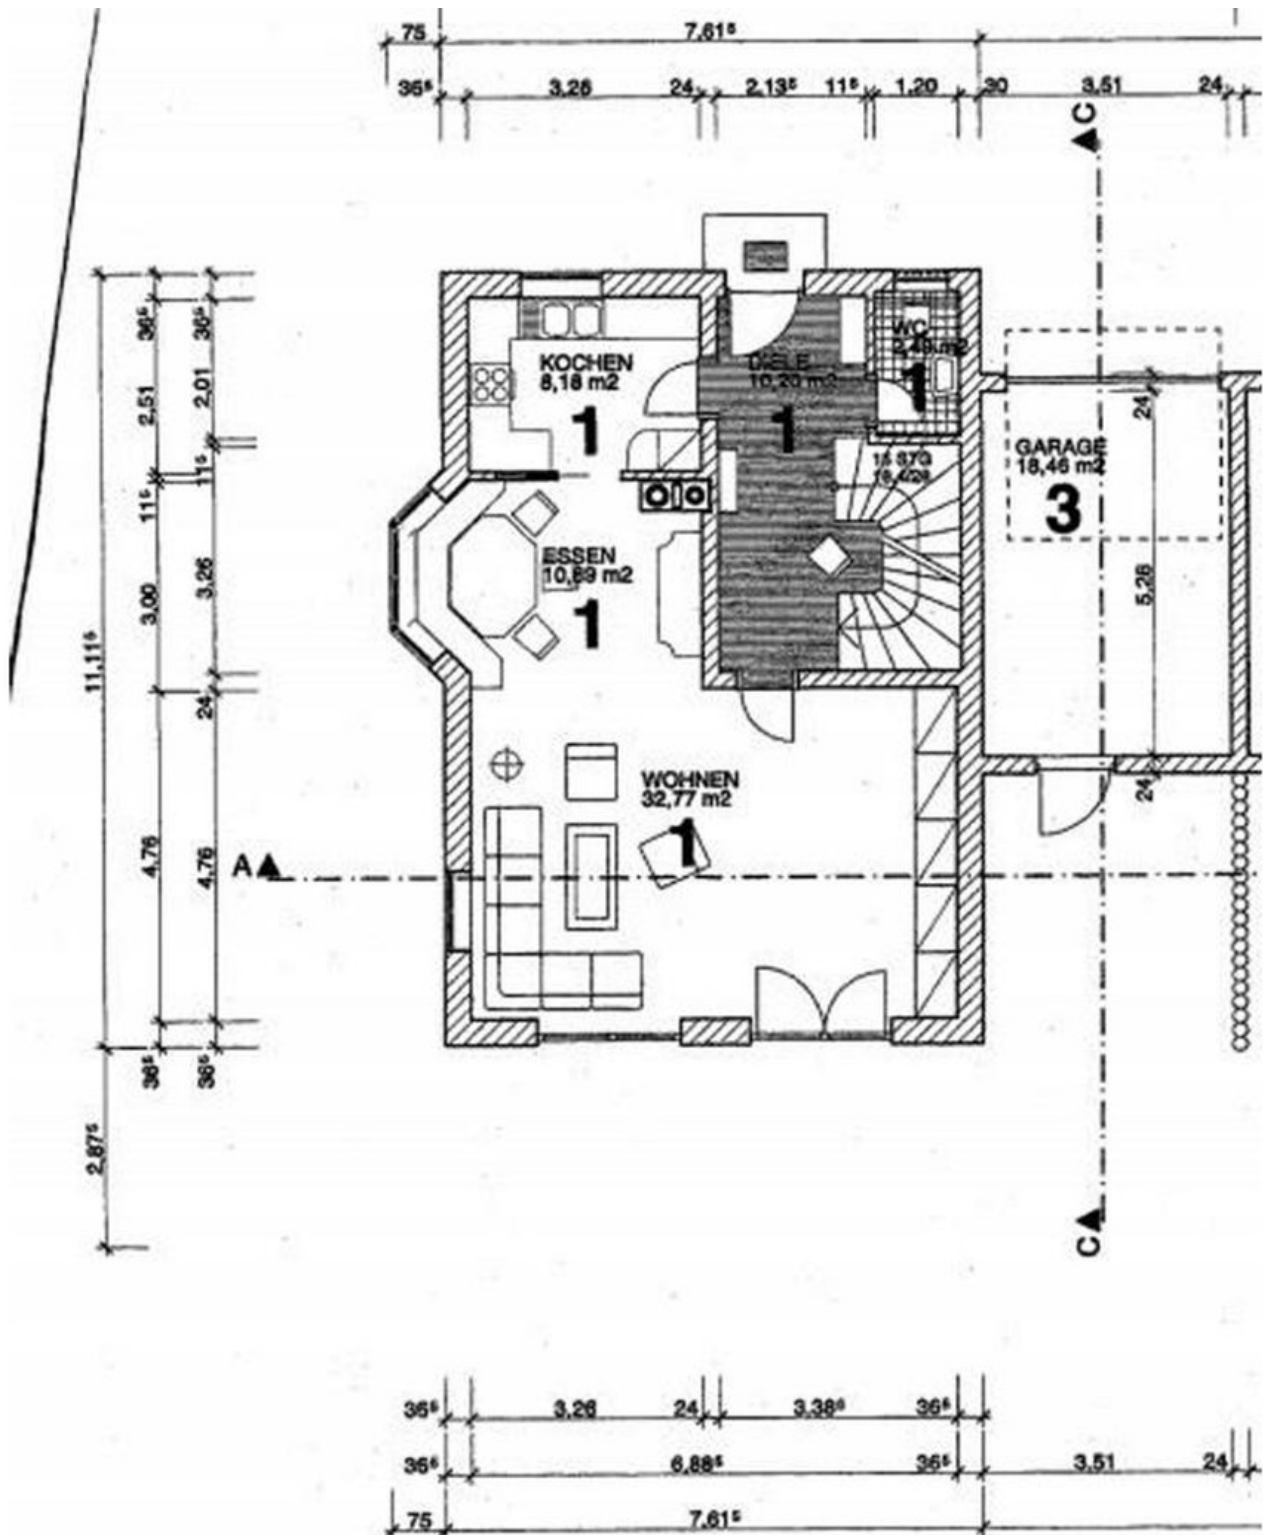 75
7,61⁵
36⁵
3,26
24
2,13⁵
11⁵
1,20
30
3,51
24
C
11,11⁵
36⁵
2,51
11⁵
3,00
4,76
36⁵
36⁵
2,01
11⁵
3,26
24
4,76
36⁵
2,87⁵
KOCHEN
8,18 m2
1
DIELE
10,20 m2
1
WC
2,49 m2
1
15 STG
GARAGE
18,46 m2
3
24
5,26
24
ESSEN
10,89 m2
1
WOHNEN
32,77 m2
1
A
C
36⁵
3,26
24
3,38⁵
36⁵
36⁵
6,88⁵
36⁵
3,51
24
75
7,61⁵